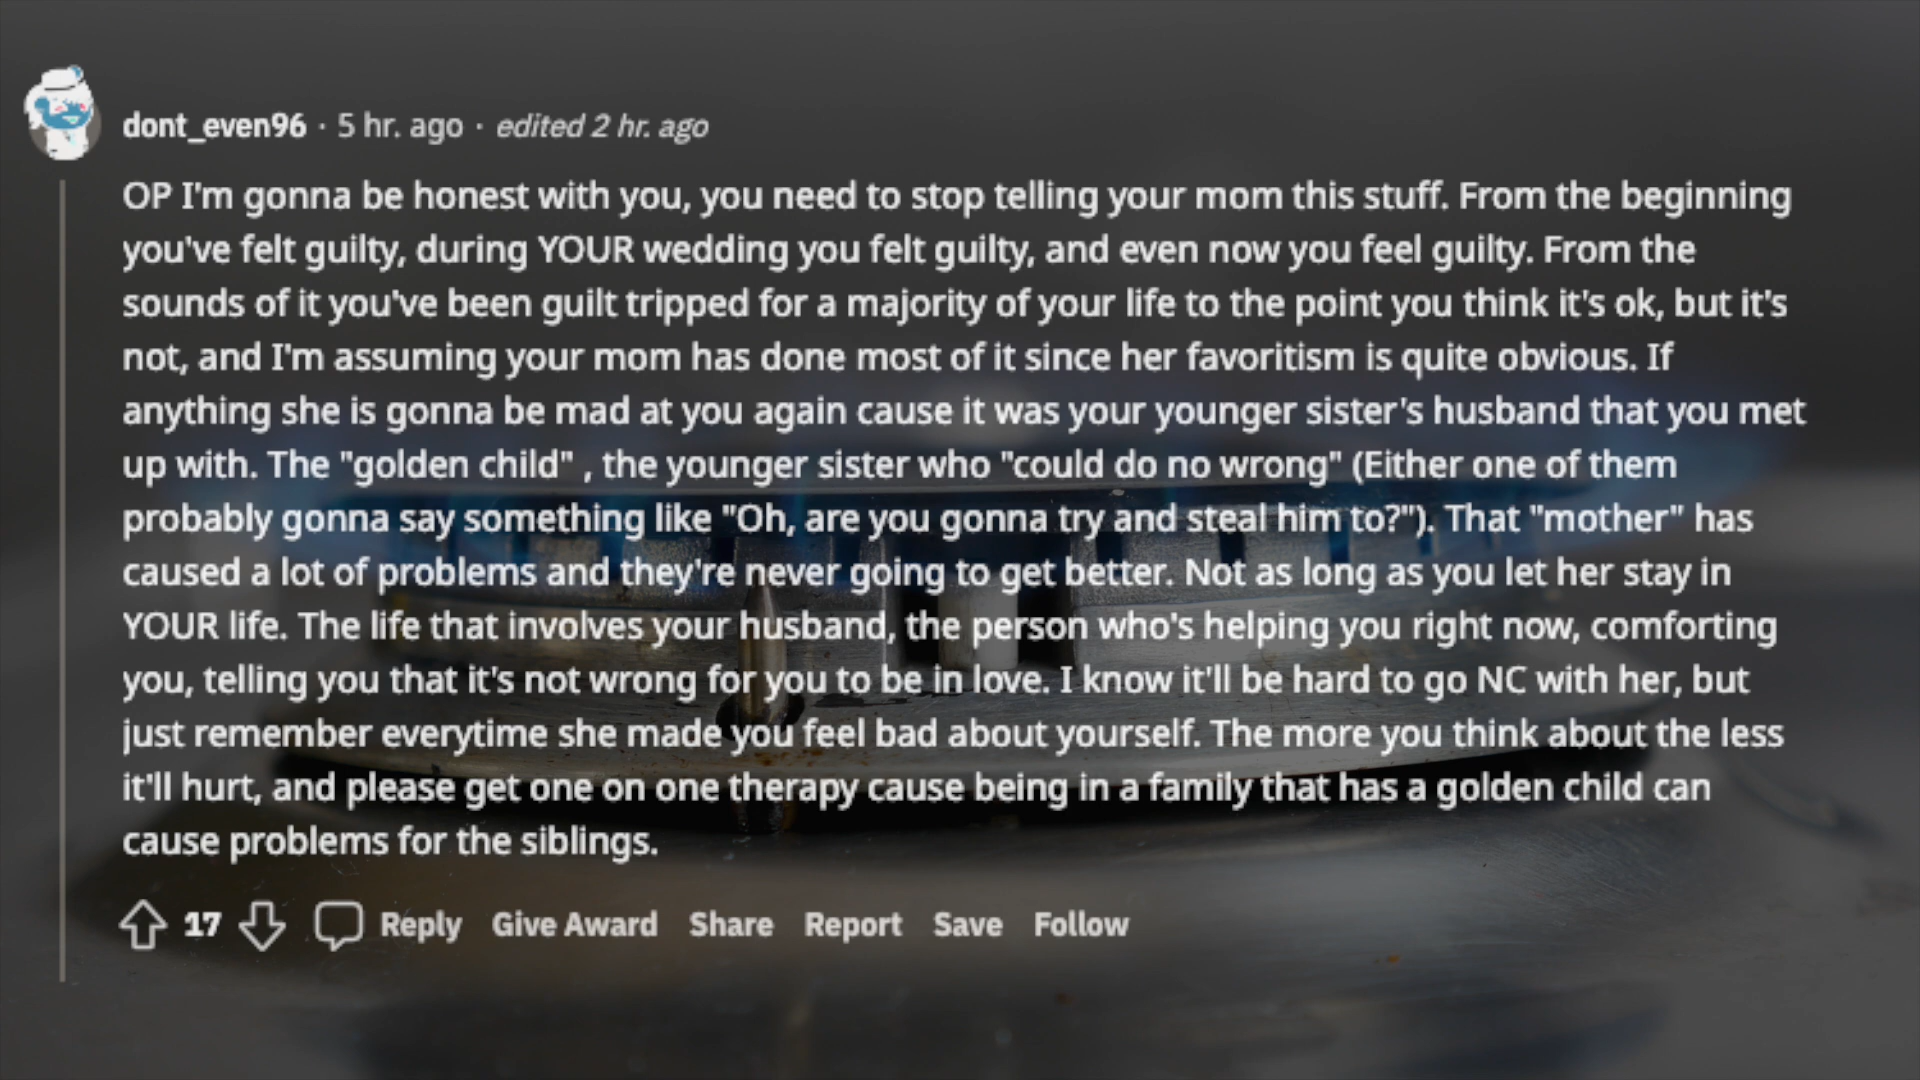 dont_even96 · 5 hr. ago · edited 2 hr. ago
OP I'm gonna be honest with you, you need to stop telling your mom this stuff. From the beginning
you've felt guilty, during YOUR wedding you felt guilty, and even now you feel guilty. From the
sounds of it you've been guilt tripped for a majority of your life to the point you think it's ok, but it's
not, and I'm assuming your mom has done most of it since her favoritism is quite obvious. If
anything she is gonna be mad at you again cause it was your younger sister's husband that you met
up with. The "golden child" , the younger sister who "could do no wrong" (Either one of them
probably gonna say something like "Oh, are you gonna try and steal him to?"). That "mother" has
caused a lot of problems and they're never going to get better. Not as long as you let her stay in
YOUR life. The life that involves your husband, the person who's helping you right now, comforting
you, telling you that it's not wrong for you to be in love. I know it'll be hard to go NC with her, but
just remember everytime she made you feel bad about yourself. The more you think about the less
it'll hurt, and please get one on one therapy cause being in a family that has a golden child can
cause problems for the siblings.
17 Reply Give Award Share Report Save Follow